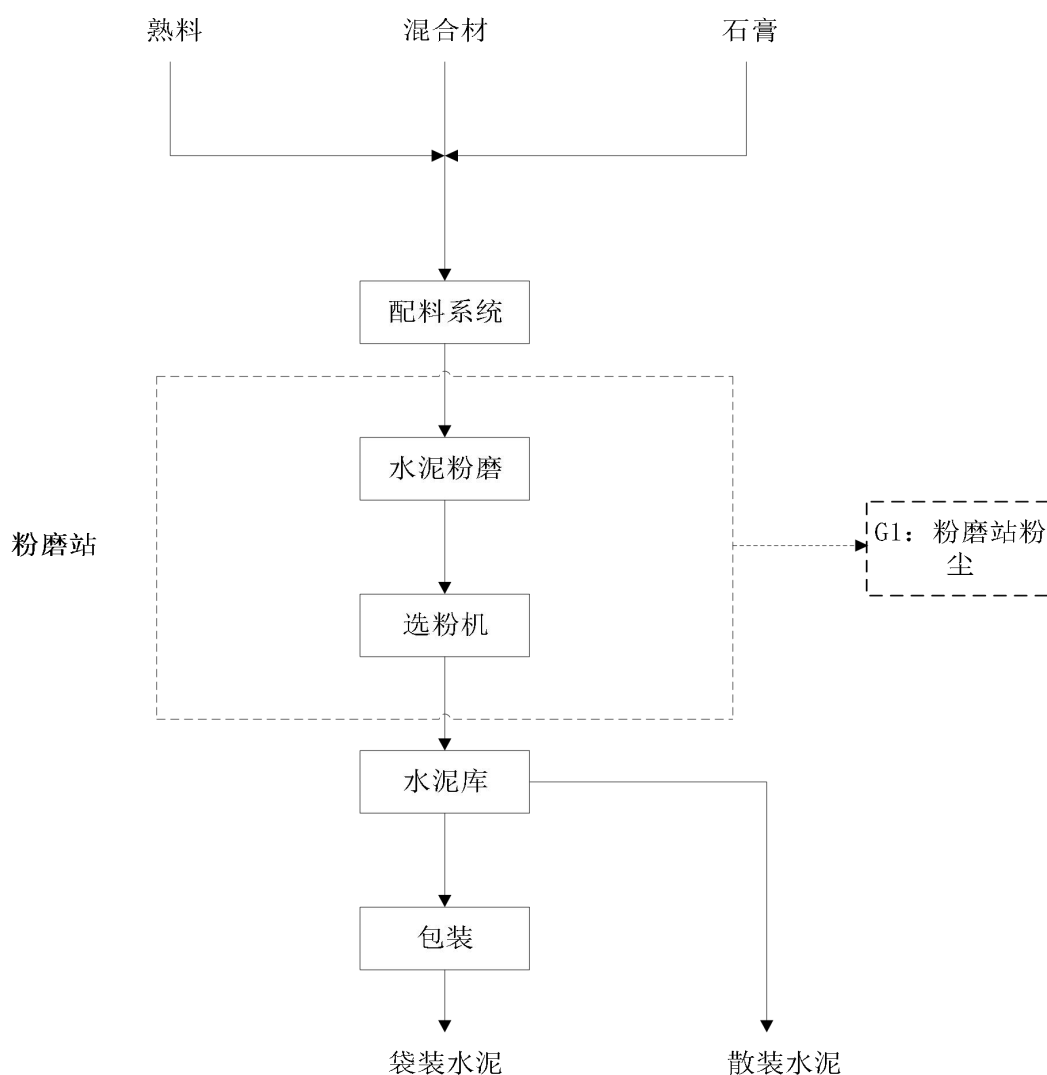 熟料
混合材
石膏
配料系统
水泥粉磨
粉磨站
G1：粉磨站粉
尘
选粉机
水泥库
包装
袋装水泥
散装水泥